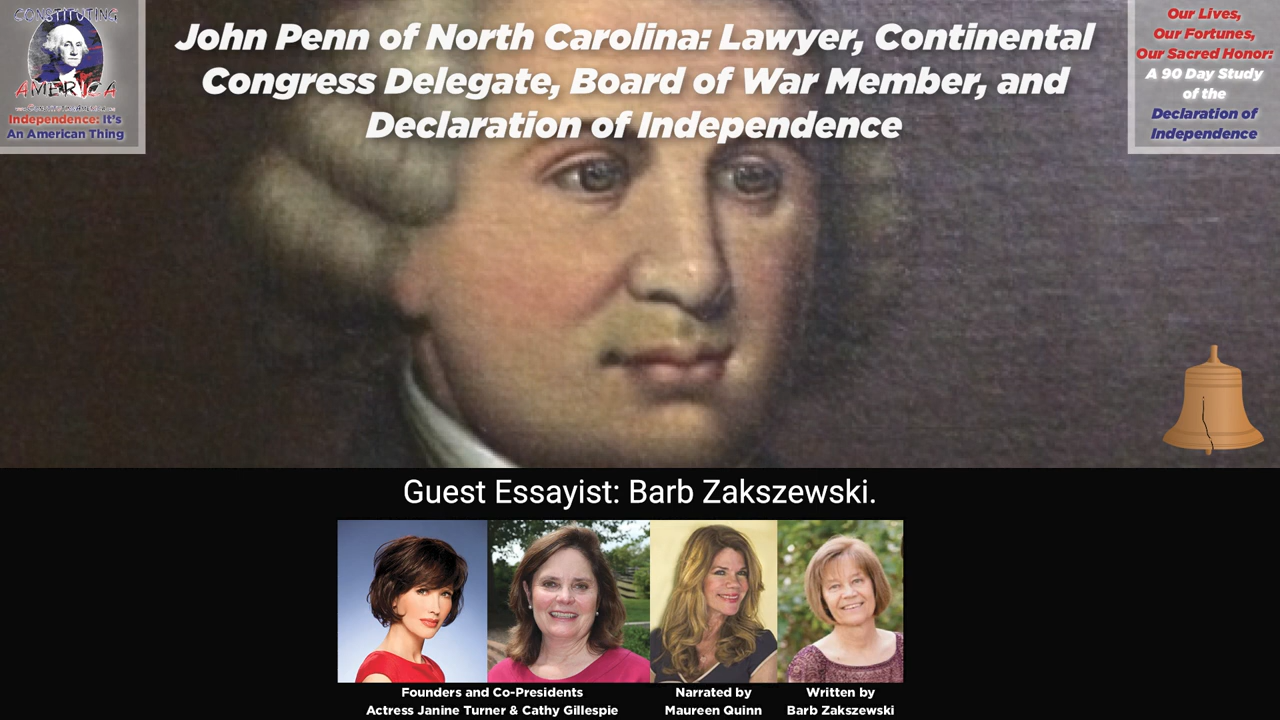 CONSTITUTING
AMERICA
Independence: It's
An American Thing
John Penn of North Carolina: Lawyer, Continental
Congress Delegate, Board of War Member, and
Declaration of Independence
Our Lives,
Our Fortunes,
Our Sacred Honor:
A 90 Day Study
of the
Declaration of
Independence
Guest Essayist: Barb Zakszewski.
Founders and Co-Presidents
Actress Janine Turner & Cathy Gillespie
Narrated by
Maureen Quinn
Written by
Barb Zakszewski